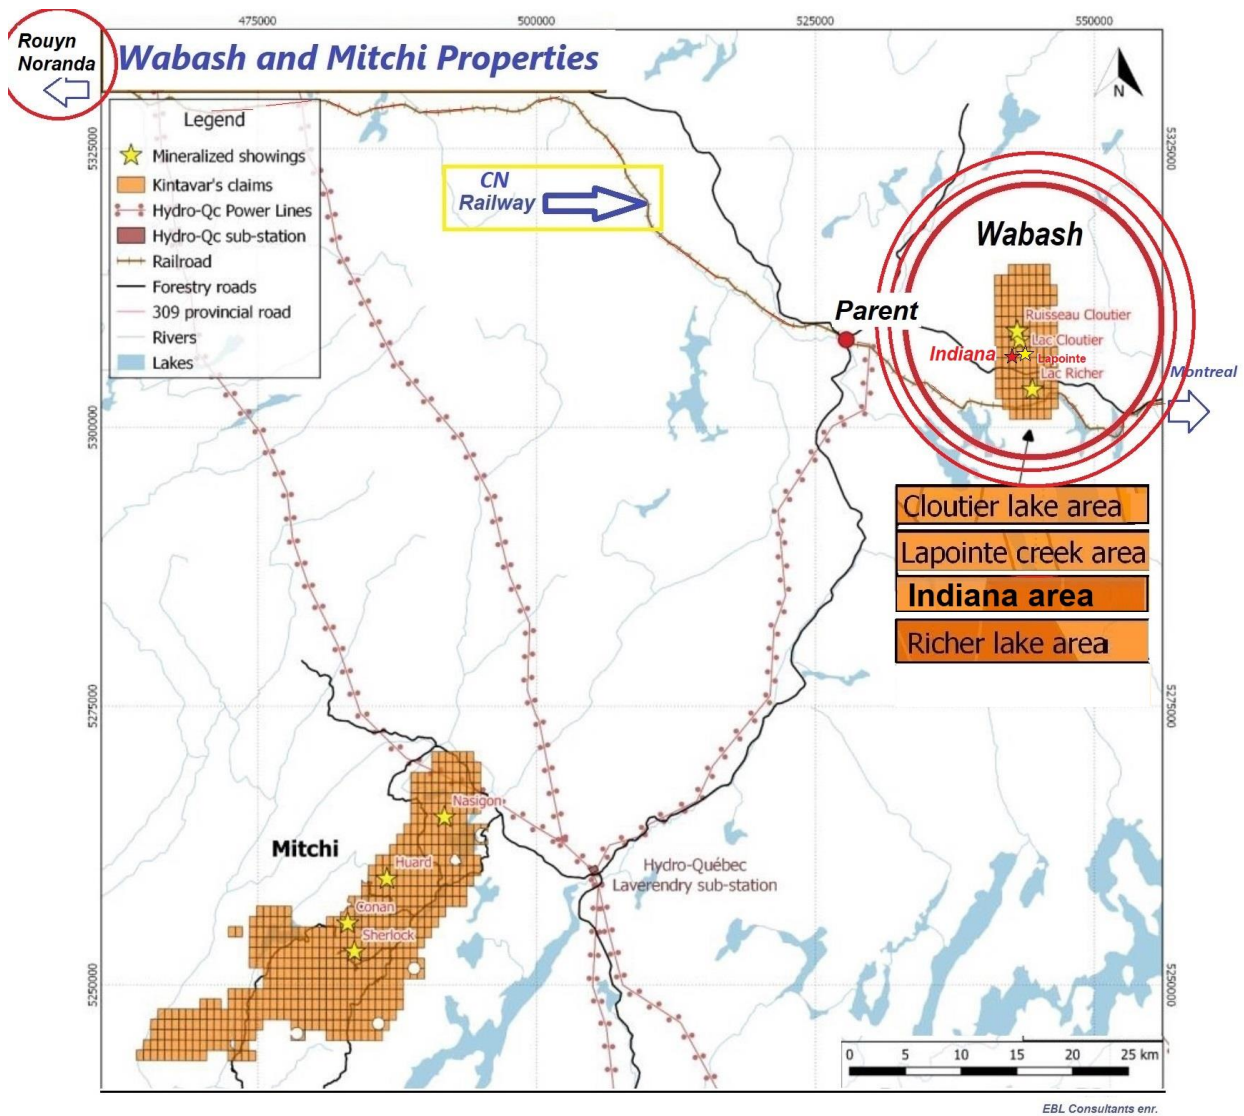 475000
500000
525000
550000
Rouyn
Noranda
Wabash and Mitchi Properties
N
Legend
Mineralized showings
Kintavar's claims
Hydro-Qc Power Lines
Hydro-Qc sub-station
Railroad
Forestry roads
309 provincial road
Rivers
Lakes
5325000
5325000
CN
Railway
Wabash
Parent
Ruisseau Cloutier
Lac Cloutier
Indiana
Lapointe
Lac Richer
Montreal
5300000
Cloutier lake area
Lapointe creek area
Indiana area
Richer lake area
5275000
5275000
Nasigon
Mitchi
Huard
Hydro-Québec
Laverendry sub-station
Conan
Sherlock
5250000
5250000
0 5 10 15 20 25 km
EBL Consultants enr.